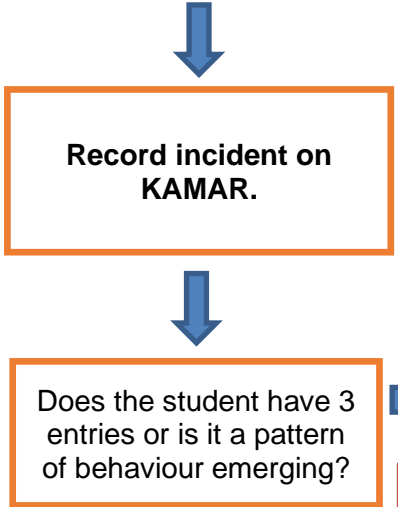 Record incident on
KAMAR.
Does the student have 3
entries or is it a pattern
of behaviour emerging?